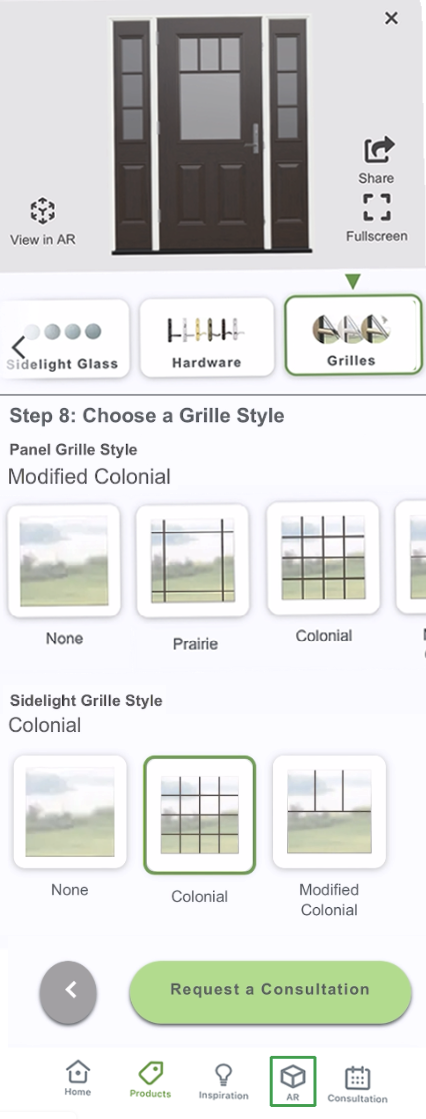 Share
View in AR
Fullscreen
Sidelight Glass
Hardware
Grilles
Step 8: Choose a Grille Style
Panel Grille Style
Modified Colonial
None
Prairie
Colonial
Sidelight Grille Style
Colonial
None
Colonial
Modified
Colonial
Request a Consultation
Home
Products
Inspiration
AR
Consultation